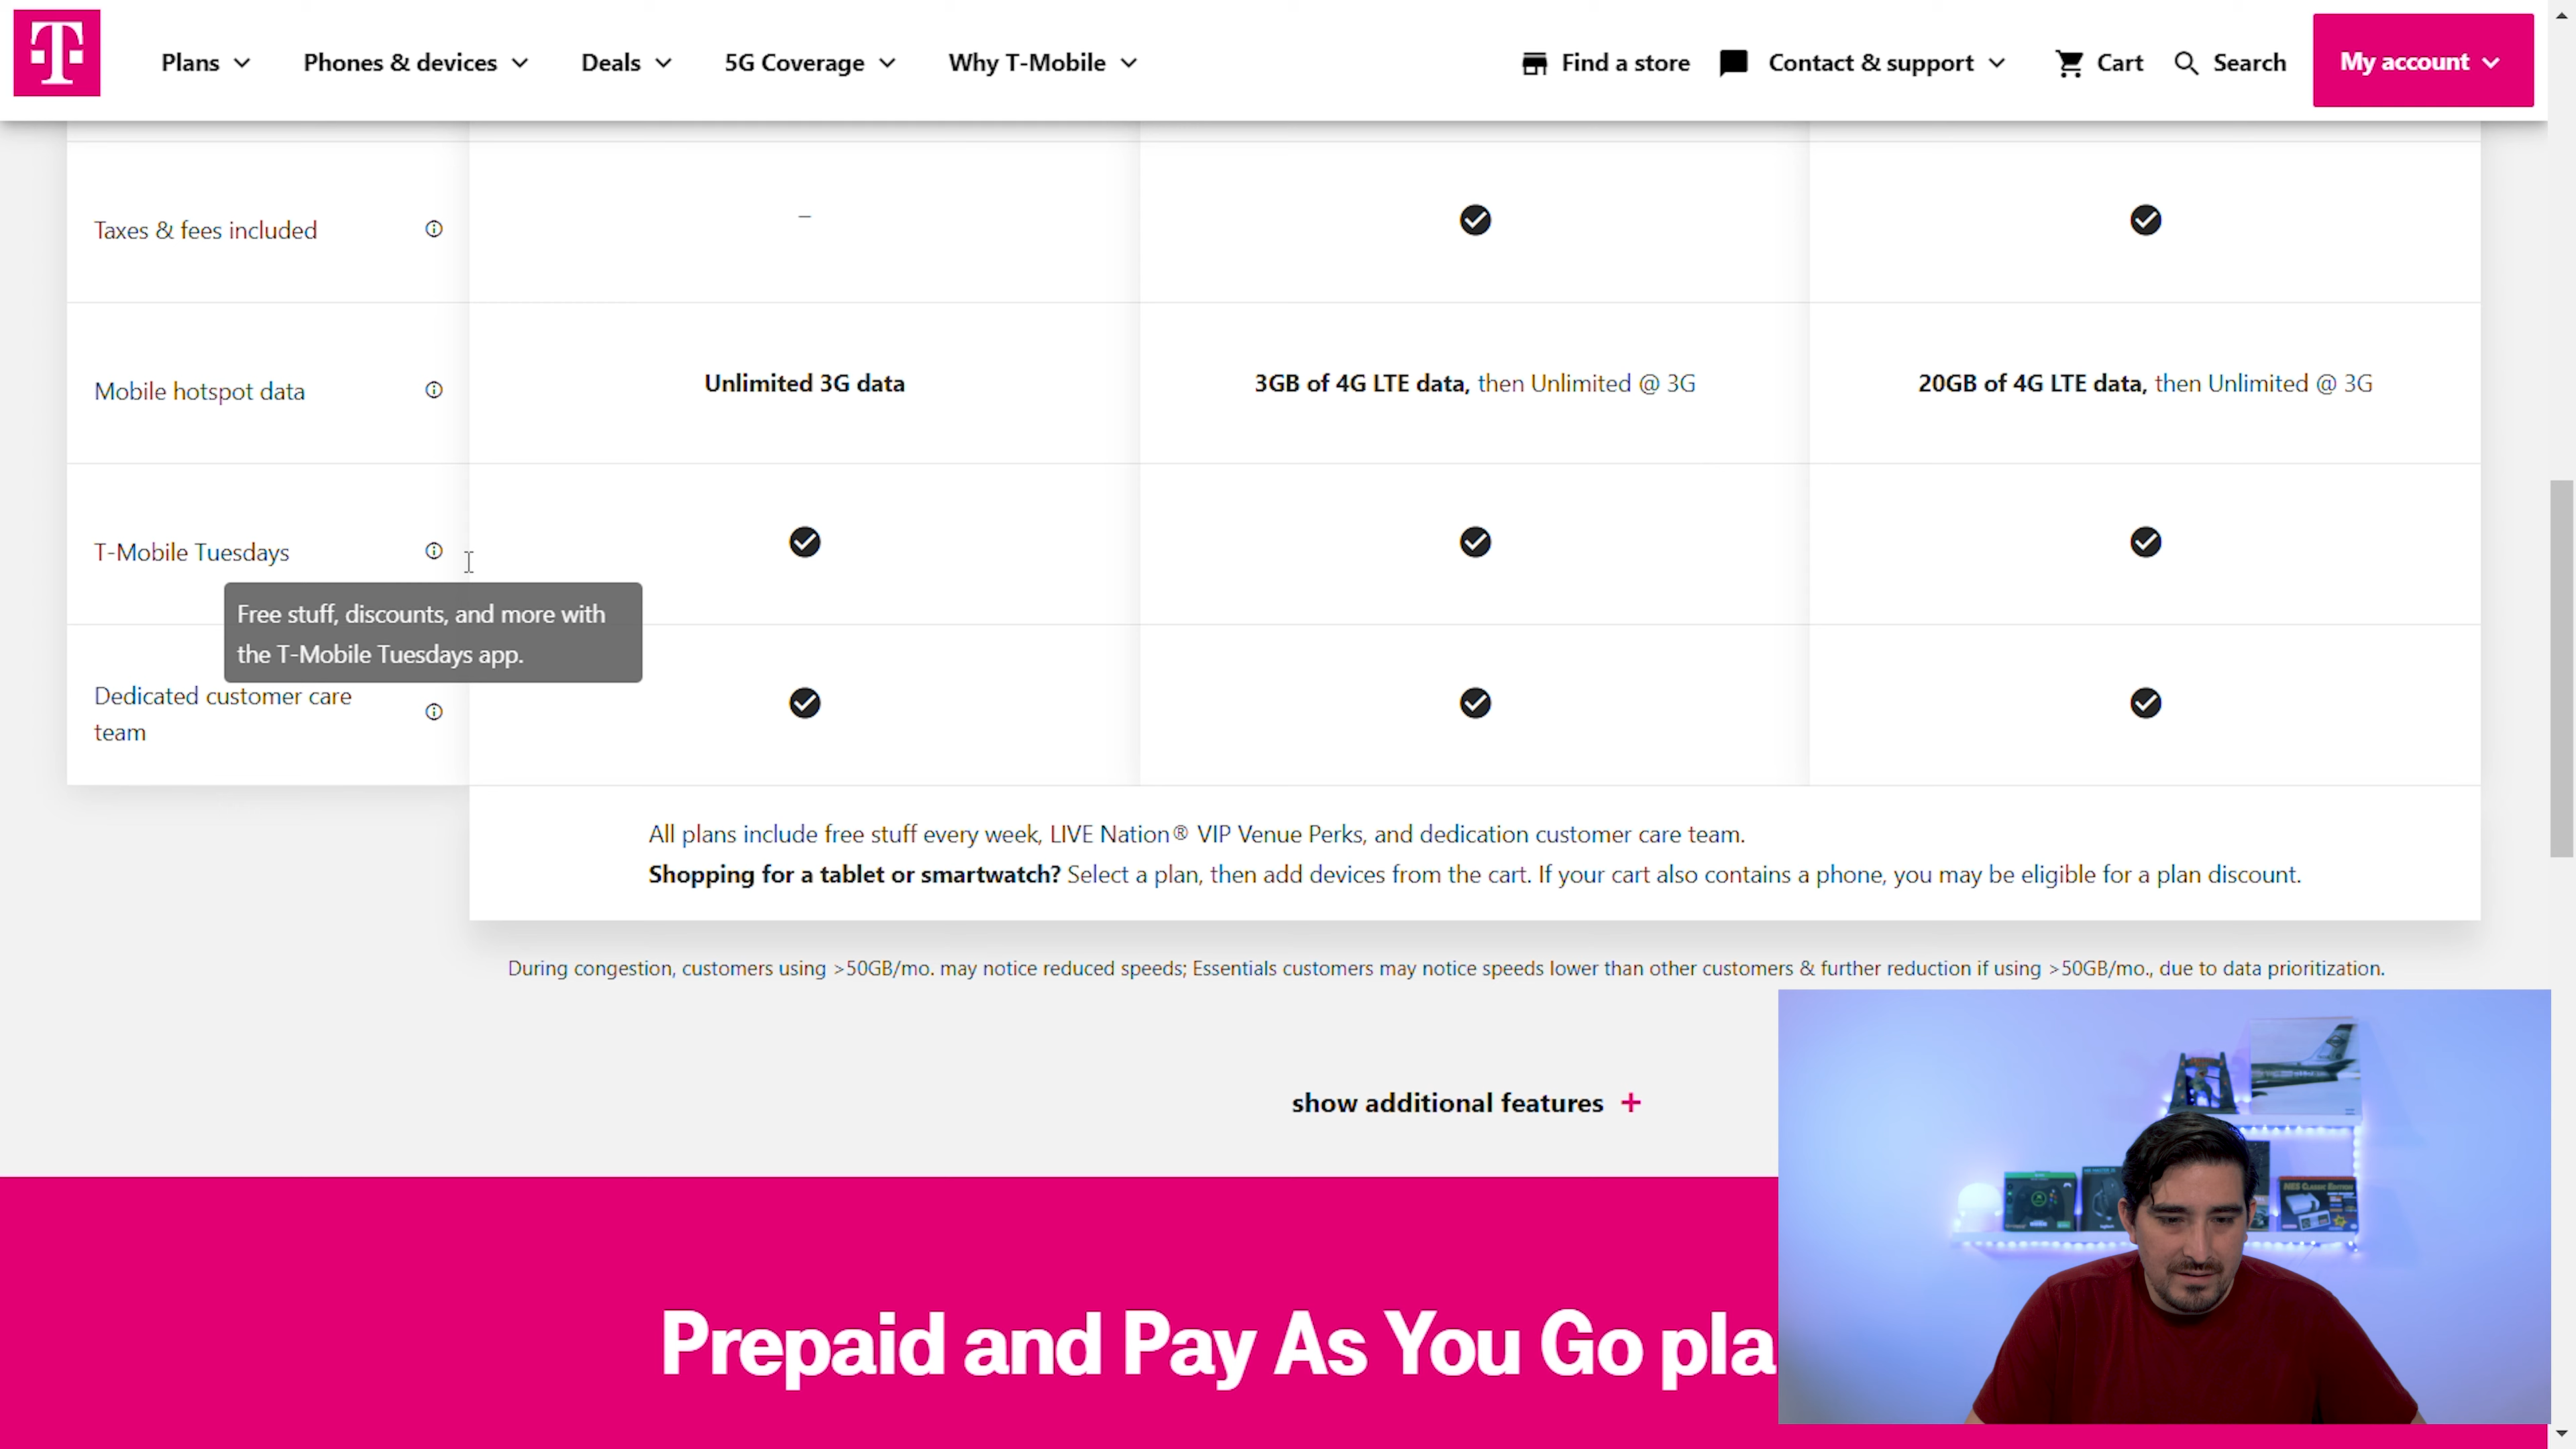 T
Plans
Phones & devices
Deals
5G Coverage
Why T-Mobile
Find a store
Contact & support
Cart
Search
My account
Taxes & fees included
–
Mobile hotspot data
Unlimited 3G data
3GB of 4G LTE data, then Unlimited @ 3G
20GB of 4G LTE data, then Unlimited @ 3G
T-Mobile Tuesdays
Free stuff, discounts, and more with
the T-Mobile Tuesdays app.
Dedicated customer care
team
All plans include free stuff every week, LIVE Nation® VIP Venue Perks, and dedication customer care team.
Shopping for a tablet or smartwatch? Select a plan, then add devices from the cart. If your cart also contains a phone, you may be eligible for a plan discount.
During congestion, customers using >50GB/mo. may notice reduced speeds; Essentials customers may notice speeds lower than other customers & further reduction if using >50GB/mo., due to data prioritization.
show additional features +
Prepaid and Pay As You Go pla
NES CLASSIC EDITION